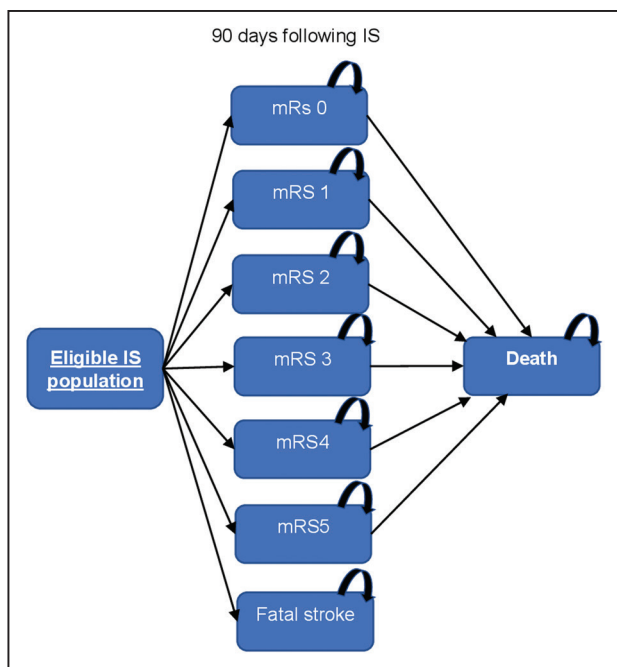 90 days following IS
mRs 0
mRS 1
mRS 2
Eligible IS
population
mRS 3
Death
mRS4
mRS5
Fatal stroke